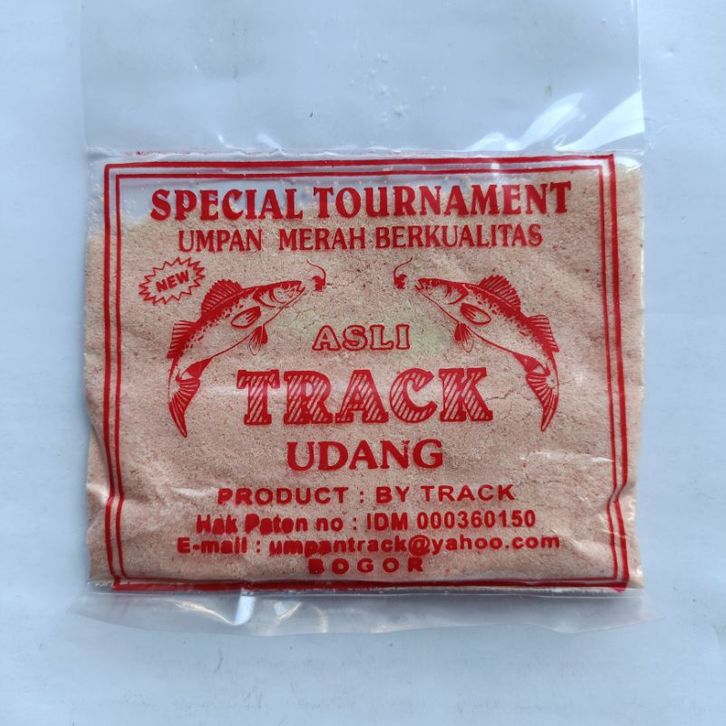 SPECIAL TOURNAMENT
UMPAN MERAH BERKUALITAS
NEW
ASLI
TRACK
UDANG
PRODUCT : BY TRACK
Hak Paten no : IDM 000360150
E-mail : umpantrack@yahoo.com
BOGOR